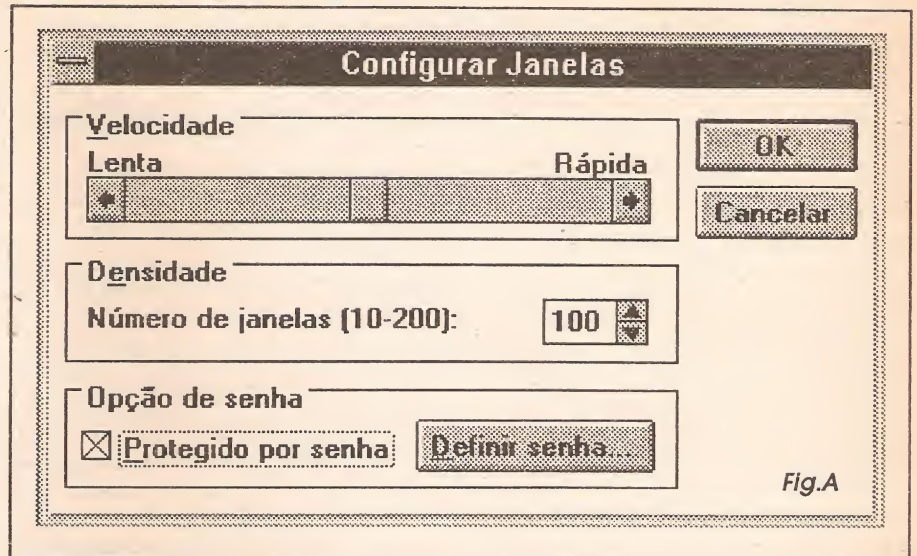 Configurar Janelas
Velocidade
Lenta Rápida
OK
Cancelar
Densidade
Número de janelas (10-200): 100
Opção de senha
Protegido por senha Definir senha...
Fig.A